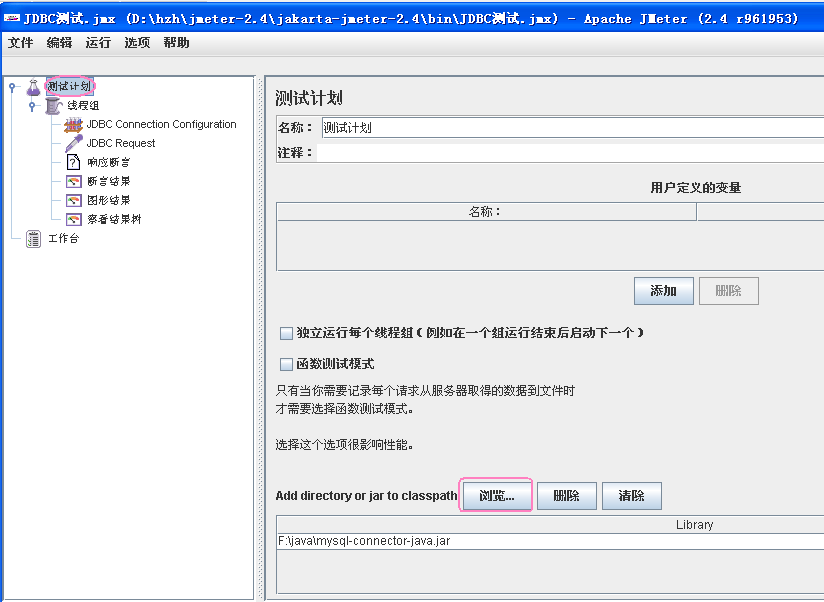 JDBC测试.jmx (D:\hzh\jmeter-2.4\jakarta-jmeter-2.4\bin\JDBC测试.jmx) - Apache JMeter (2.4 r961953)
文件 编辑 运行 选项 帮助
测试计划
线程组
JDBC Connection Configuration
JDBC Request
响应断言
断言结果
图形结果
察看结果树
工作台
测试计划
名称： 测试计划
注释：
用户定义的变量
名称：
添加 删除
独立运行每个线程组（例如在一个组运行结束后启动下一个）
函数测试模式
只有当你需要记录每个请求从服务器取得的数据到文件时
才需要选择函数测试模式。
选择这个选项很影响性能。
Add directory or jar to classpath 浏览... 删除 清除
Library
F:\java\mysql-connector-java.jar